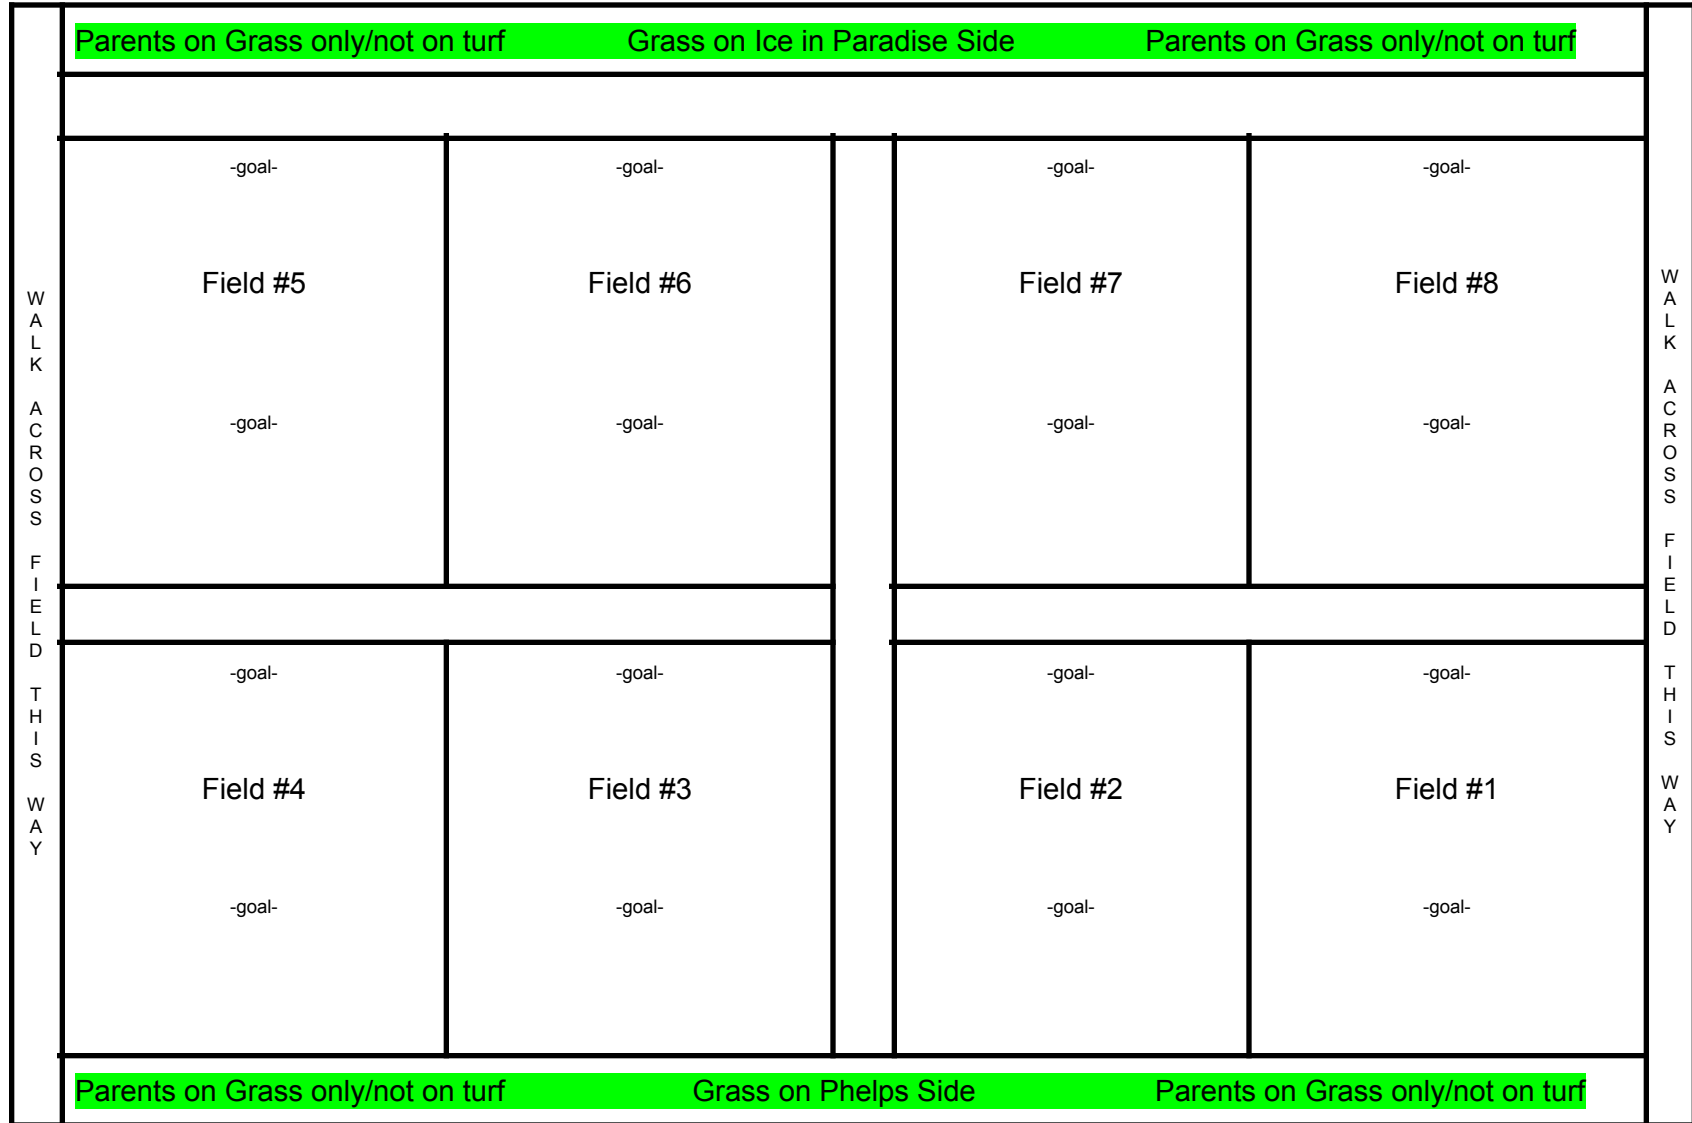 Parents on Grass only/not on turf Grass on Ice in Paradise Side Parents on Grass only/not on turf
-goal- -goal- -goal- -goal-
Field #5 Field #6 Field #7 Field #8
-goal- -goal- -goal- -goal-
WALK ACROSS FIELD THIS WAY
WALK ACROSS FIELD THIS WAY
-goal- -goal- -goal- -goal-
Field #4 Field #3 Field #2 Field #1
-goal- -goal- -goal- -goal-
Parents on Grass only/not on turf Grass on Phelps Side Parents on Grass only/not on turf